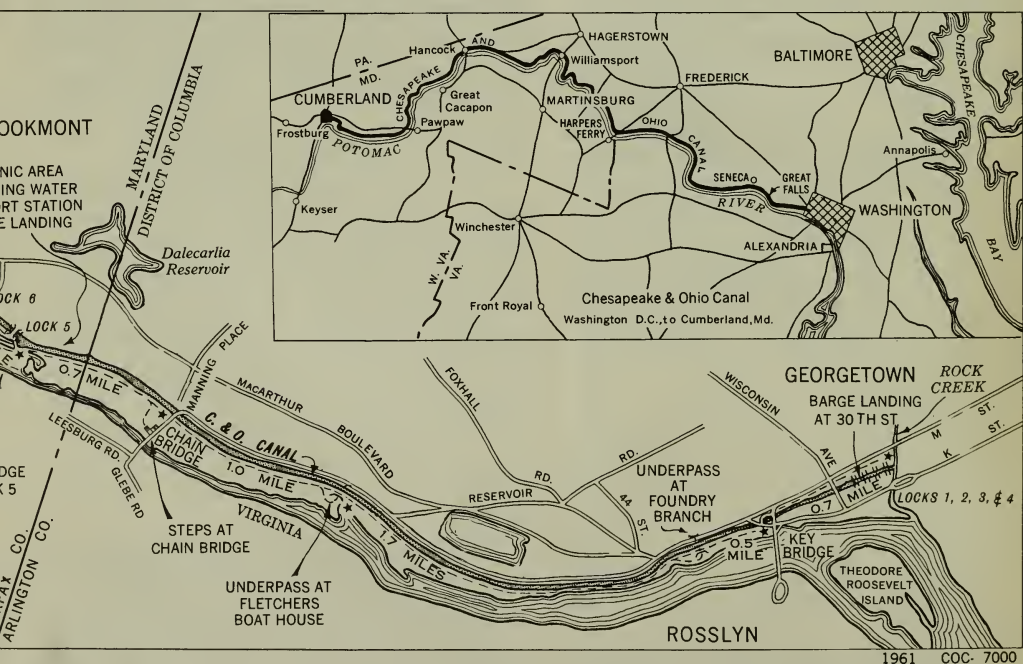 PA.
MD.
Hancock
AND
HAGERSTOWN
Williamsport
BALTIMORE
CHESAPEAKE
BAY
CUMBERLAND
CHESAPEAKE
Great
Cacapon
FREDERICK
MARTINSBURG
Frostburg
Pawpaw
POTOMAC
HARPERS
FERRY
OHIO
CANAL
Annapolis
SENECA
GREAT
FALLS
Keyser
RIVER
WASHINGTON
Winchester
ALEXANDRIA
W. VA.
VA.
Front Royal
Chesapeake & Ohio Canal
Washington D.C., to Cumberland, Md.
OOKMONT
MARYLAND
DISTRICT OF COLUMBIA
NIC AREA
ING WATER
ORT STATION
E LANDING
Dalecarlia
Reservoir
OCK 6
LOCK 5
E
0.7 MILE
MANNING PLACE
MACARTHUR
BOULEVARD
LEESBURG RD.
GLEBE RD
CHAIN
BRIDGE
C. & O. CANAL
1.0
MILE
FOXHALL
RD.
RESERVOIR
RD.
44
ST
WISCONSIN
AVE
GEORGETOWN
BARGE LANDING
AT 30TH ST
ROCK
CREEK
M ST.
K ST.
UNDERPASS
AT
FOUNDRY
BRANCH
0.7
MILE
LOCKS 1, 2, 3, & 4
DGE
K 5
STEPS AT
CHAIN BRIDGE
VIRGINIA
1.7 MILES
0.5
MILE
KEY
BRIDGE
UNDERPASS AT
FLETCHERS
BOAT HOUSE
THEODORE
ROOSEVELT
ISLAND
RFAX CO.
ARLINGTON CO.
ROSSLYN
1961 COC- 7000